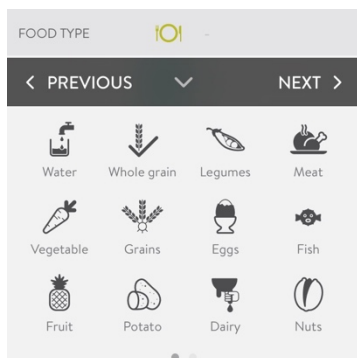 FOOD TYPE -
PREVIOUS NEXT
Water Whole grain Legumes Meat
Vegetable Grains Eggs Fish
Fruit Potato Dairy Nuts